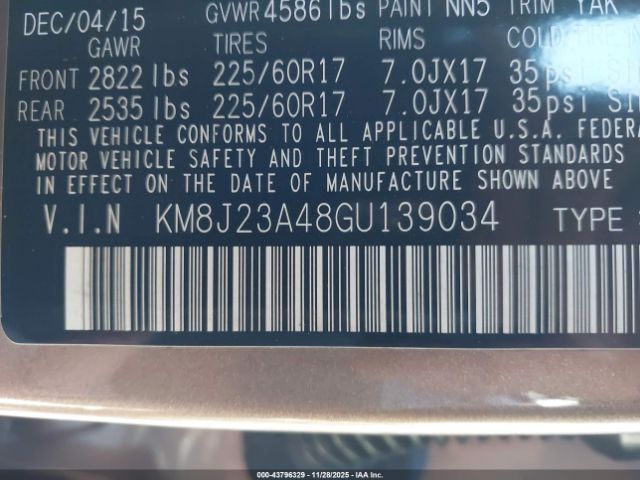 DEC/04/15 GVWR 4586 lbs PAINT NN5 TRIM YAK
GAWR TIRES RIMS COLD TIRE
FRONT 2822 lbs 225/60R17 7.0JX17 35psi
REAR 2535 lbs 225/60R17 7.0JX17 35psi
THIS VEHICLE CONFORMS TO ALL APPLICABLE U.S.A. FEDERA
MOTOR VEHICLE SAFETY AND THEFT PREVENTION STANDARDS
IN EFFECT ON THE DATE OF MANUFACTURE SHOWN ABOVE
V.I.N KM8J23A48GU139034 TYPE
000-43796329 - 11/28/2025 - IAA Inc.